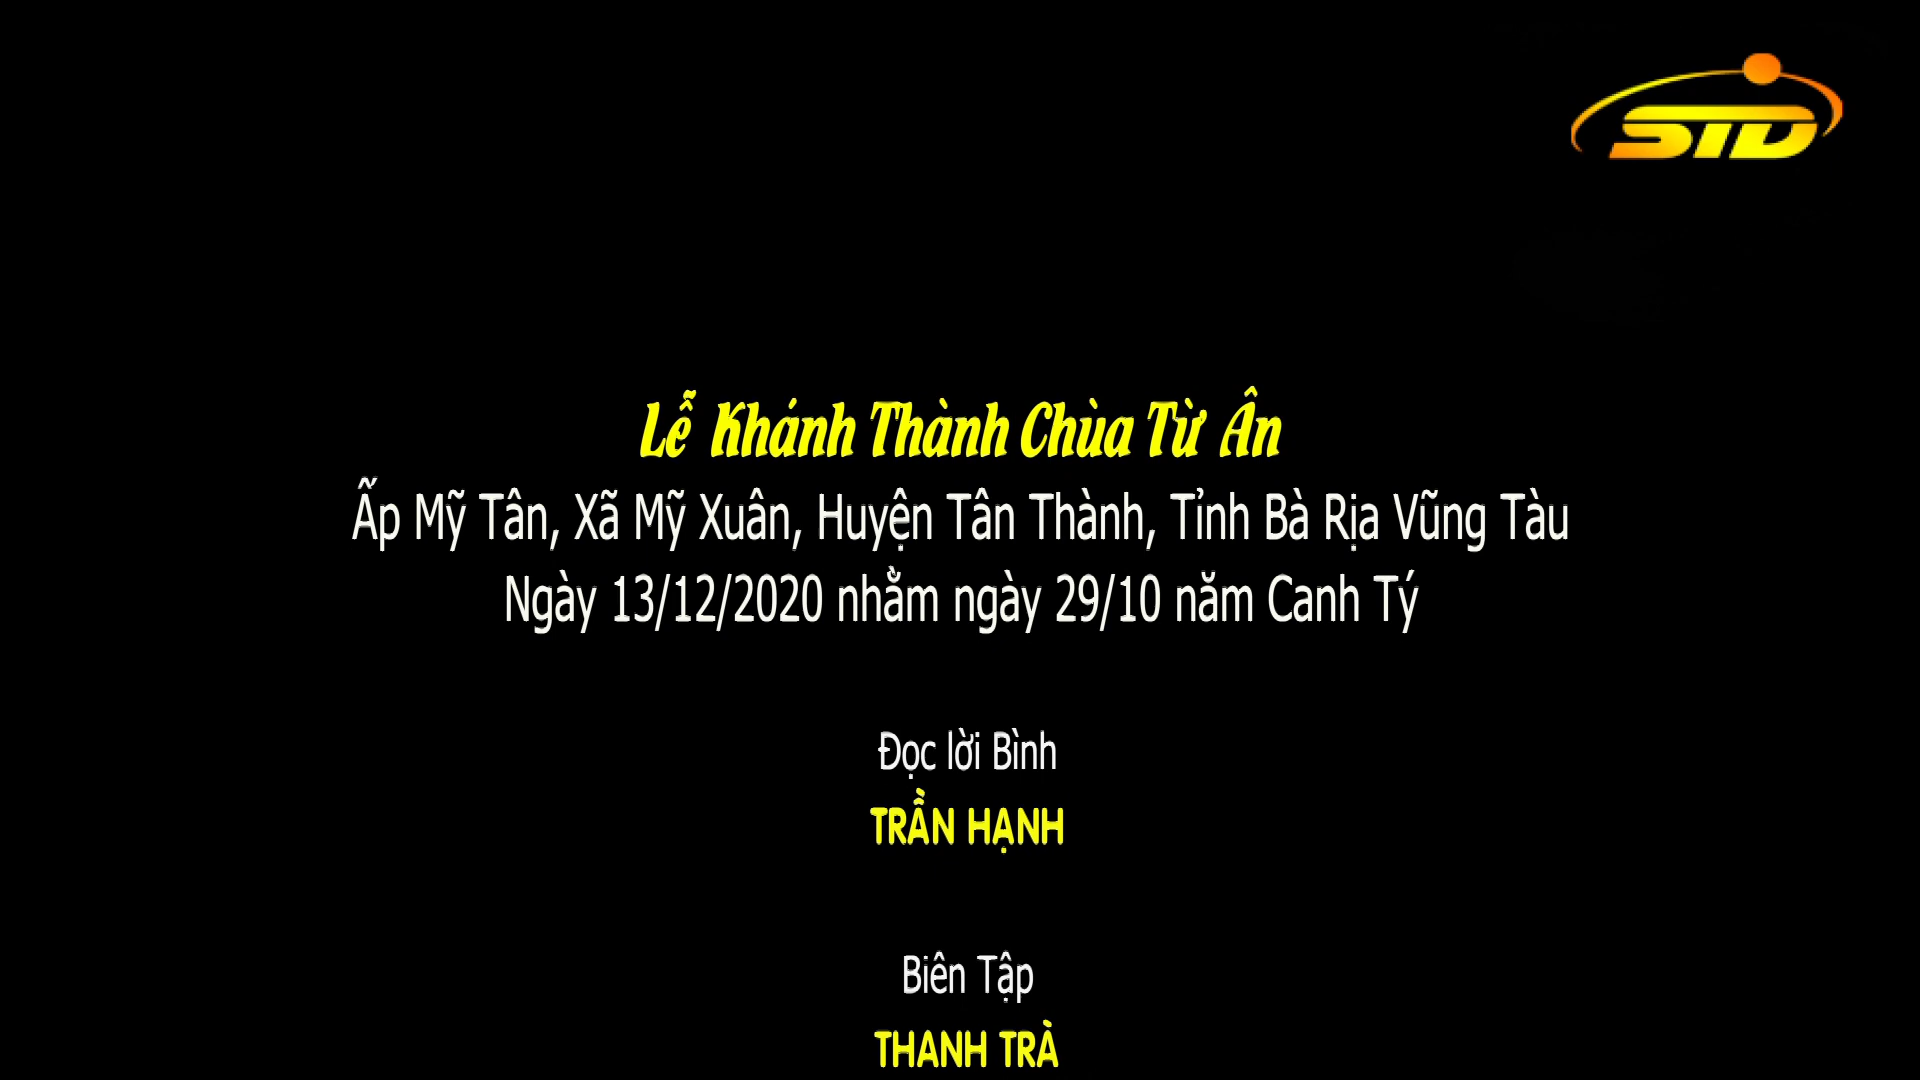 STD
Lễ Khánh Thành Chùa Từ Ân
Ấp Mỹ Tân, Xã Mỹ Xuân, Huyện Tân Thành, Tỉnh Bà Rịa Vũng Tàu
Ngày 13/12/2020 nhằm ngày 29/10 năm Canh Tý
Đọc lời Bình
TRẦN HẠNH
Biên Tập
THANH TRÀ